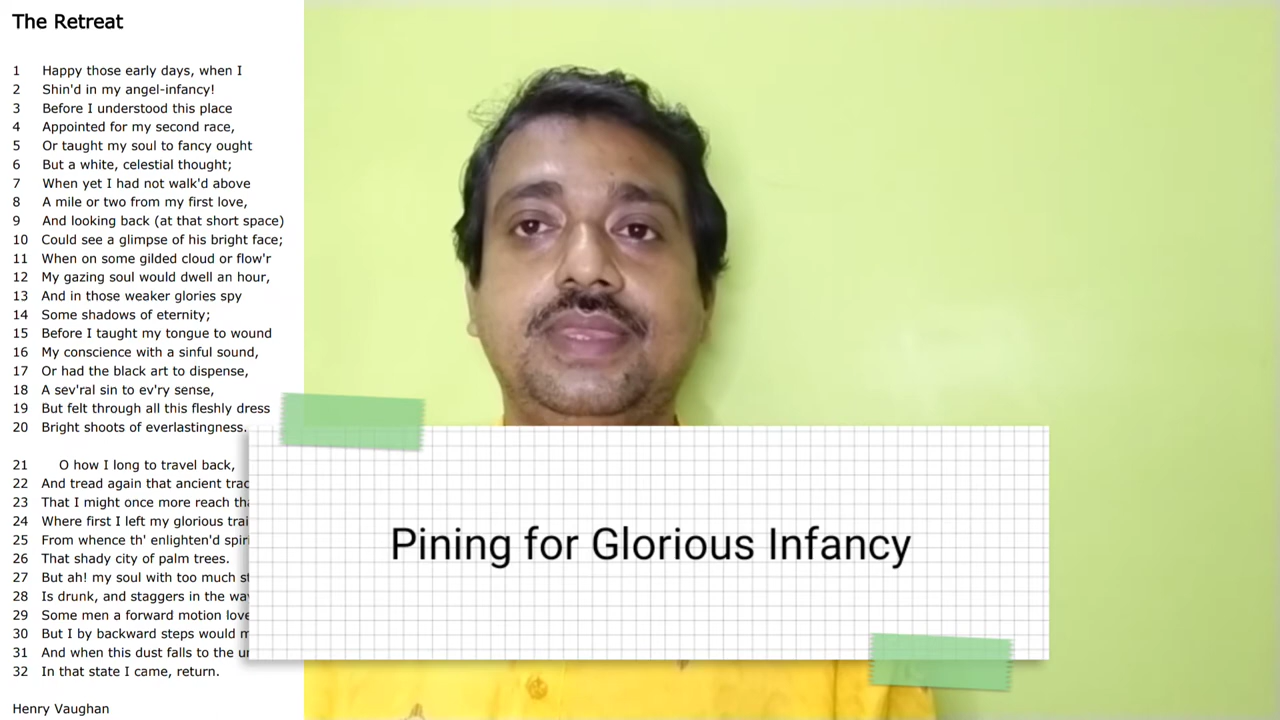 The Retreat
1 Happy those early days, when I
2 Shin'd in my angel-infancy!
3 Before I understood this place
4 Appointed for my second race,
5 Or taught my soul to fancy ought
6 But a white, celestial thought;
7 When yet I had not walk'd above
8 A mile or two from my first love,
9 And looking back (at that short space)
10 Could see a glimpse of his bright face;
11 When on some gilded cloud or flow'r
12 My gazing soul would dwell an hour,
13 And in those weaker glories spy
14 Some shadows of eternity;
15 Before I taught my tongue to wound
16 My conscience with a sinful sound,
17 Or had the black art to dispense,
18 A sev'ral sin to ev'ry sense,
19 But felt through all this fleshly dress
20 Bright shoots of everlastingness.
21 O how I long to travel back,
22 And tread again that ancient
23 That I might once more reach
24 Where first I left my glorious
25 From whence th' enlighten'd
26 That shady city of palm trees.
27 But ah! my soul with too much
28 Is drunk, and staggers in the
29 Some men a forward motion love
30 But I by backward steps would
31 And when this dust falls to the
32 In that state I came, return.
Henry Vaughan
Pining for Glorious Infancy